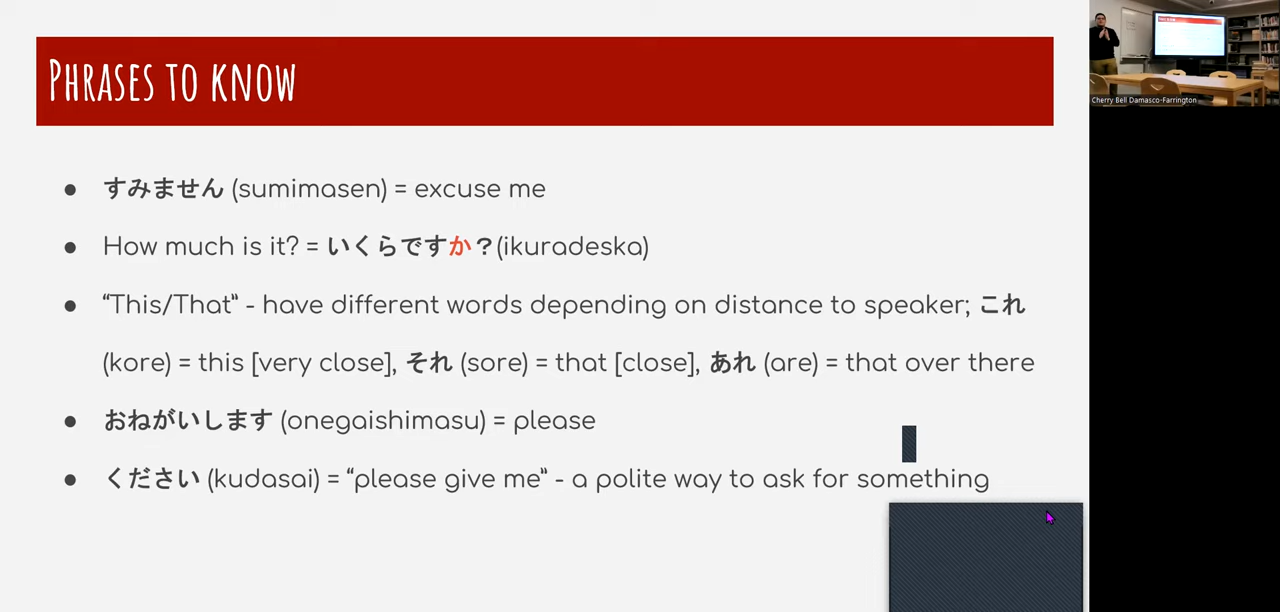 PHRASES TO KNOW
● すみません (sumimasen) = excuse me
● How much is it? = いくらですか？(ikuradeska)
● “This/That” - have different words depending on distance to speaker; これ
(kore) = this [very close], それ (sore) = that [close], あれ (are) = that over there
● おねがいします (onegaishimasu) = please
● ください (kudasai) = “please give me” - a polite way to ask for something
Cherry Bell Damasco-Farrington